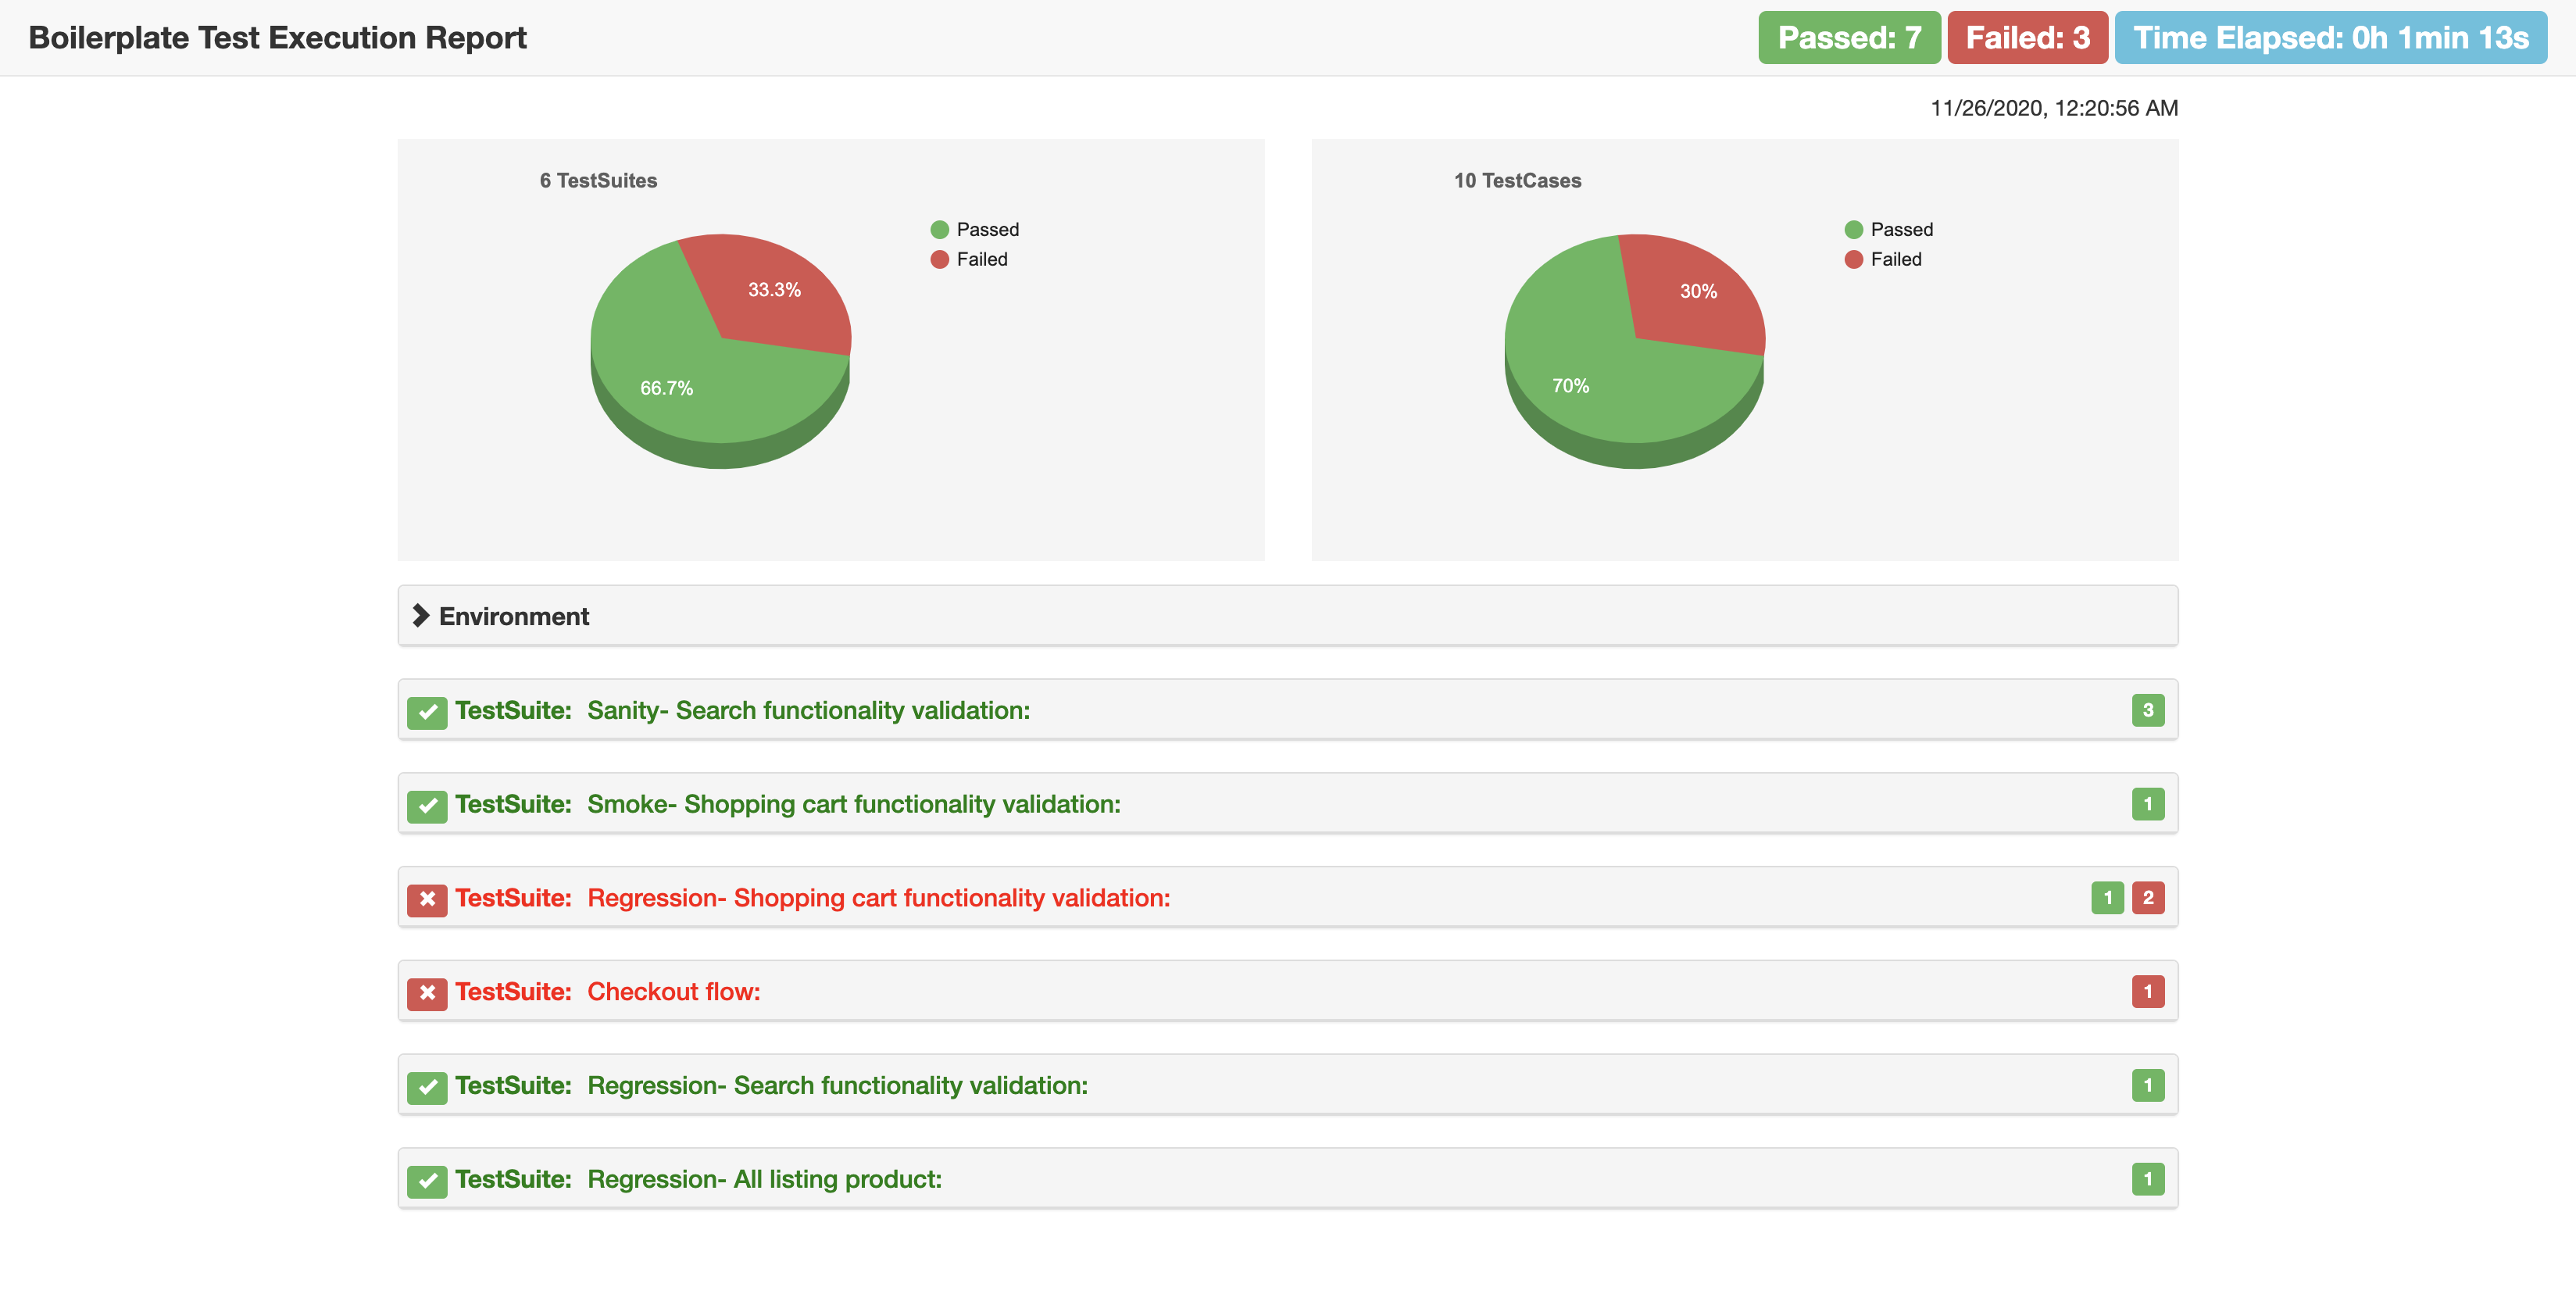 Boilerplate Test Execution Report
Passed: 7 Failed: 3 Time Elapsed: 0h 1min 13s
11/26/2020, 12:20:56 AM
6 TestSuites
Passed
Failed
33.3%
66.7%
10 TestCases
Passed
Failed
30%
70%
Environment
TestSuite: Sanity- Search functionality validation: 3
TestSuite: Smoke- Shopping cart functionality validation: 1
TestSuite: Regression- Shopping cart functionality validation: 1 2
TestSuite: Checkout flow: 1
TestSuite: Regression- Search functionality validation: 1
TestSuite: Regression- All listing product: 1